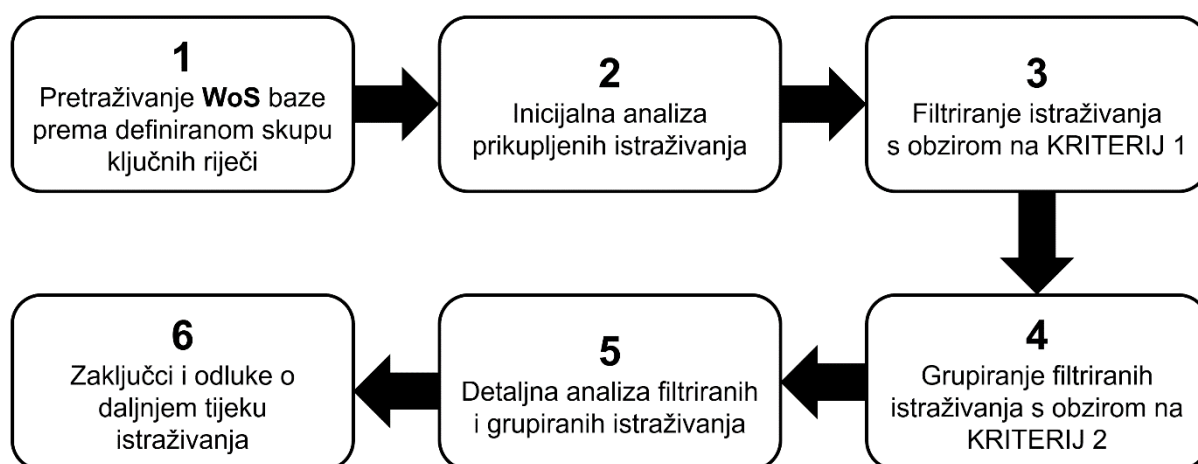 1
Pretraživanje WoS baze
prema definiranom skupu
ključnih riječi
2
Inicijalna analiza
prikupljenih istraživanja
3
Filtriranje istraživanja
s obzirom na KRITERIJ 1
4
Grupiranje filtriranih
istraživanja s obzirom na
KRITERIJ 2
5
Detaljna analiza filtriranih
i grupiranih istraživanja
6
Zaključci i odluke o
daljnjem tijeku
istraživanja